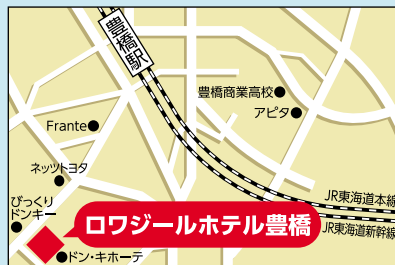 豊橋駅
豊橋商業高校
アピタ
Frante
ネッツトヨタ
びっくり
ドンキー
ロワジールホテル豊橋
JR東海道本線
JR東海道新幹線
ドン・キホーテ